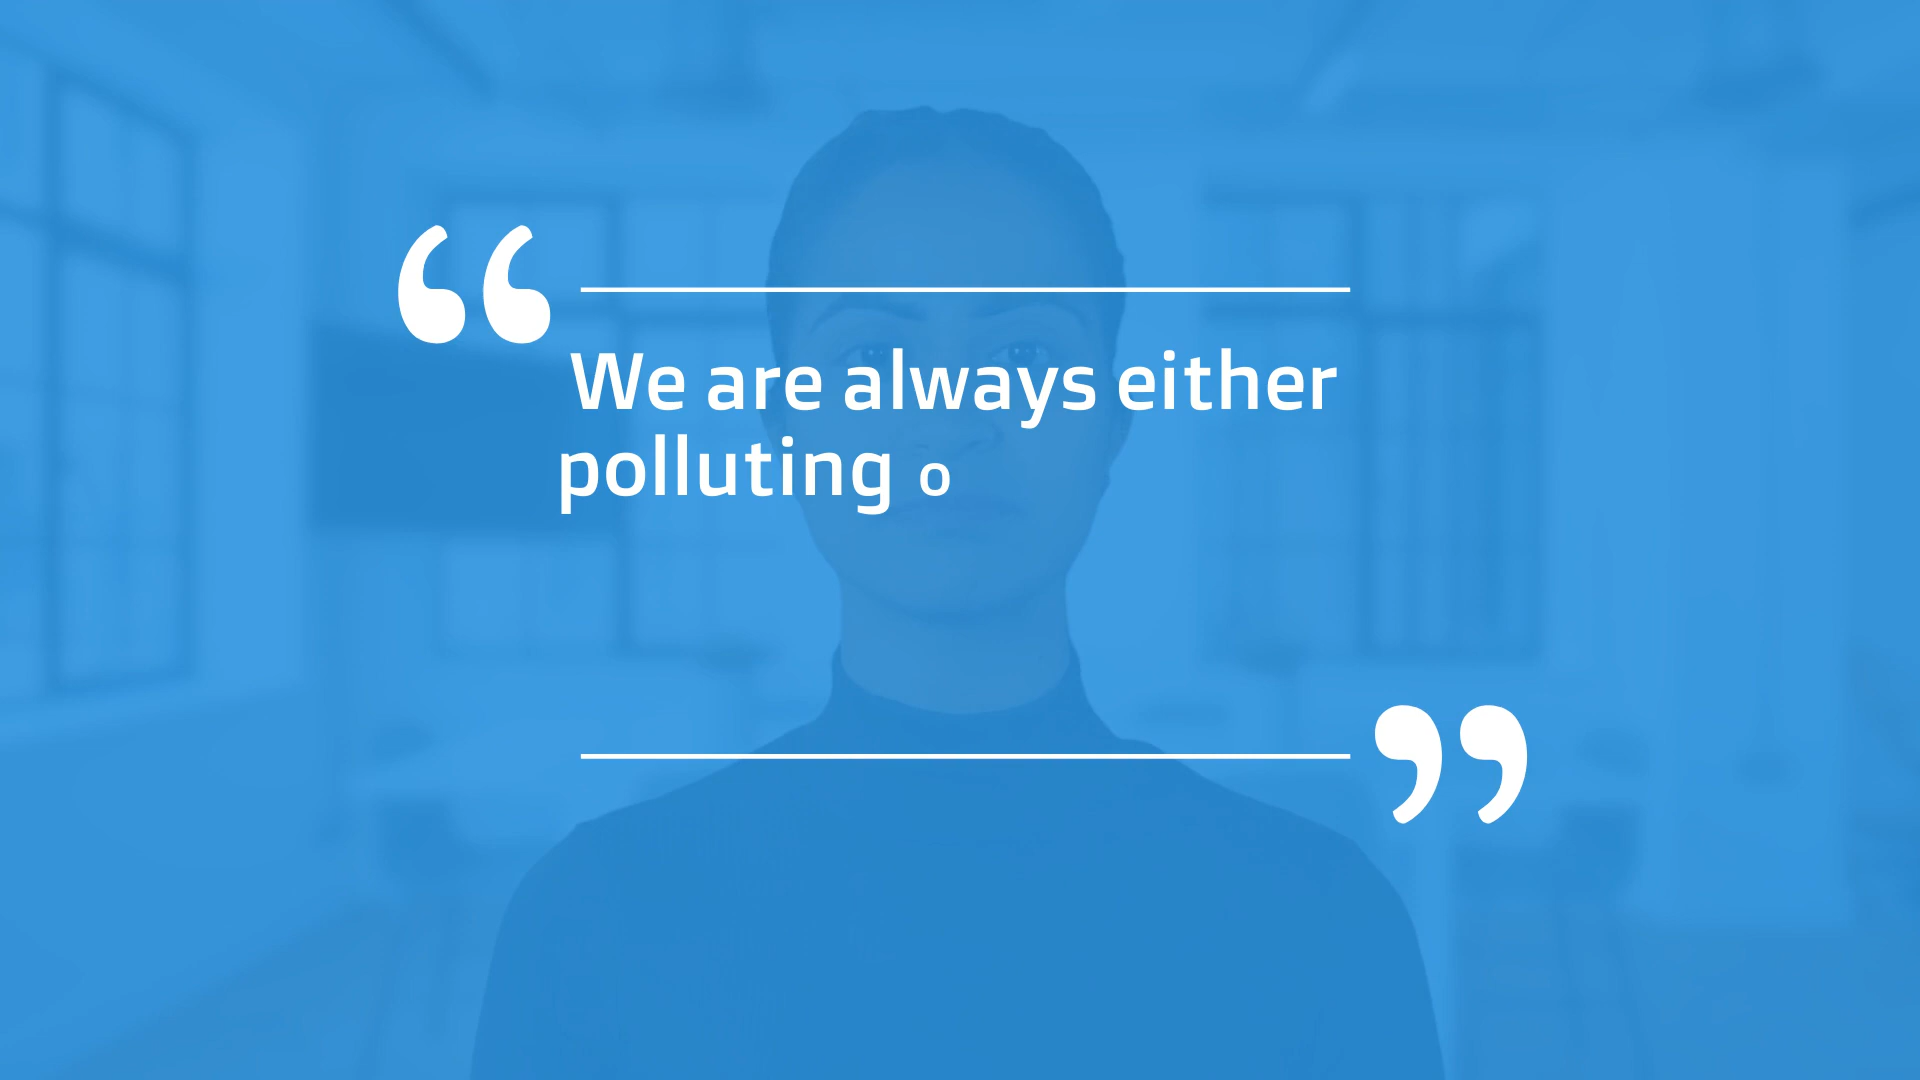 “
We are always either
polluting o
”